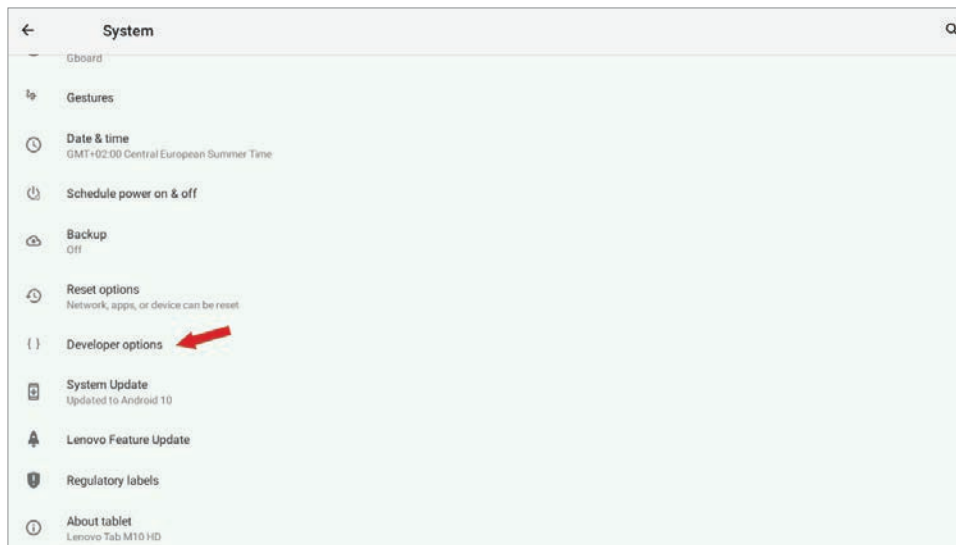 System
Gboard
Gestures
Date & time
GMT+02:00 Central European Summer Time
Schedule power on & off
Backup
Off
Reset options
Network, apps, or device can be reset
{ } Developer options
System Update
Updated to Android 10
Lenovo Feature Update
Regulatory labels
About tablet
Lenovo Tab M10 HD